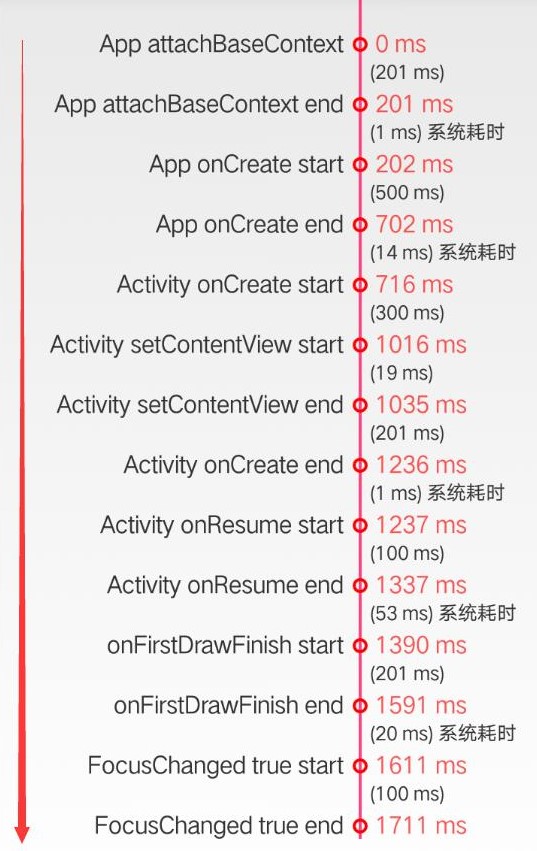 App attachBaseContext 0 ms
(201 ms)
App attachBaseContext end 201 ms
(1 ms) 系统耗时
App onCreate start 202 ms
(500 ms)
App onCreate end 702 ms
(14 ms) 系统耗时
Activity onCreate start 716 ms
(300 ms)
Activity setContentView start 1016 ms
(19 ms)
Activity setContentView end 1035 ms
(201 ms)
Activity onCreate end 1236 ms
(1 ms) 系统耗时
Activity onResume start 1237 ms
(100 ms)
Activity onResume end 1337 ms
(53 ms) 系统耗时
onFirstDrawFinish start 1390 ms
(201 ms)
onFirstDrawFinish end 1591 ms
(20 ms) 系统耗时
FocusChanged true start 1611 ms
(100 ms)
FocusChanged true end 1711 ms